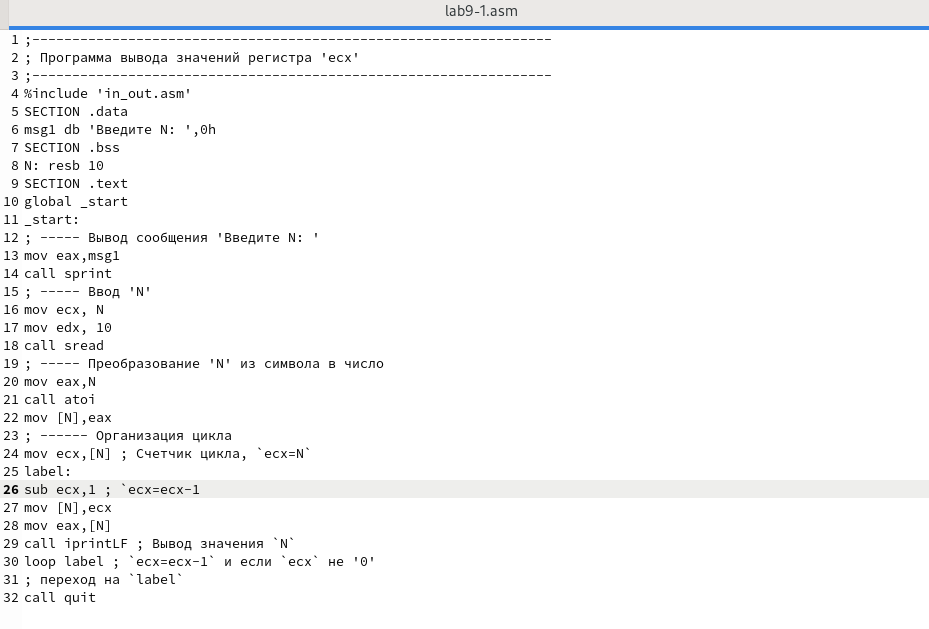 lab9-1.asm
1 ;-----------------------------------------------------------------
2 ; Программа вывода значений регистра 'ecx'
3 ;-----------------------------------------------------------------
4 %include 'in_out.asm'
5 SECTION .data
6 msg1 db 'Введите N: ',0h
7 SECTION .bss
8 N: resb 10
9 SECTION .text
10 global _start
11 _start:
12 ; ----- Вывод сообщения 'Введите N: '
13 mov eax,msg1
14 call sprint
15 ; ----- Ввод 'N'
16 mov ecx, N
17 mov edx, 10
18 call sread
19 ; ----- Преобразование 'N' из символа в число
20 mov eax,N
21 call atoi
22 mov [N],eax
23 ; ------ Организация цикла
24 mov ecx,[N] ; Счетчик цикла, `ecx=N`
25 label:
26 sub ecx,1 ; `ecx=ecx-1
27 mov [N],ecx
28 mov eax,[N]
29 call iprintLF ; Вывод значения `N`
30 loop label ; `ecx=ecx-1` и если `ecx` не '0'
31 ; переход на `label`
32 call quit